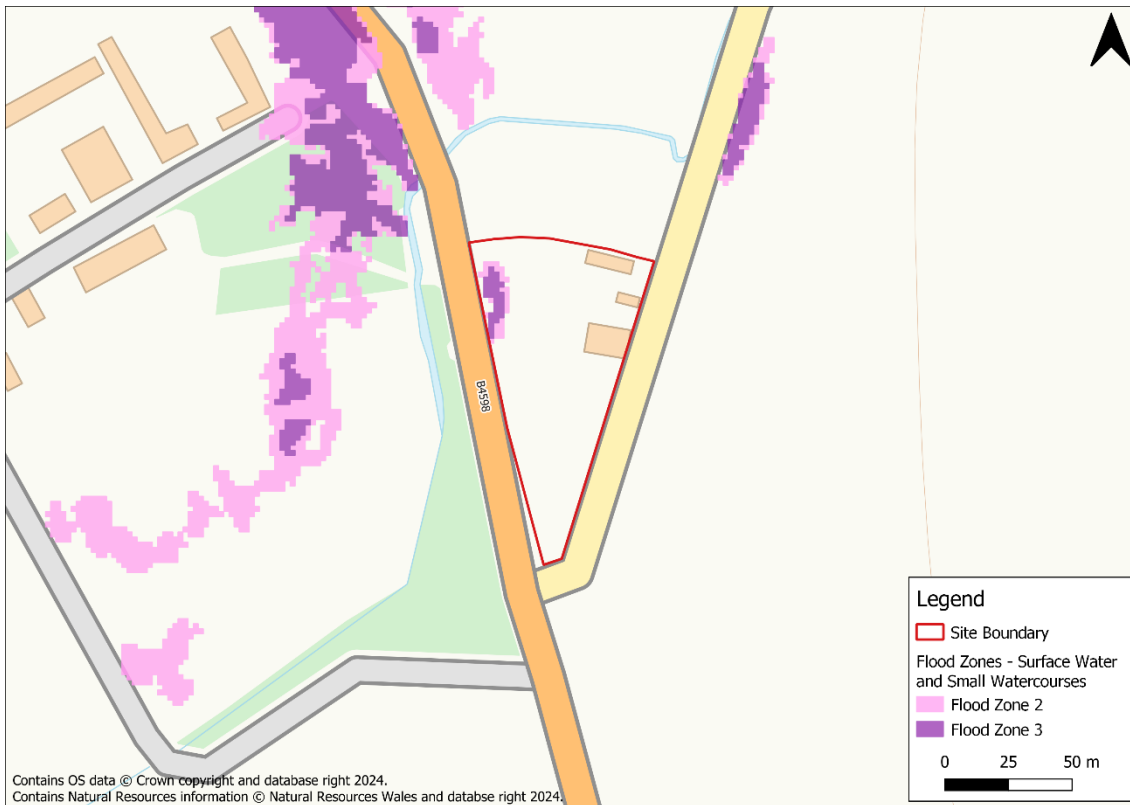 B4598
Legend
Site Boundary
Flood Zones - Surface Water
and Small Watercourses
Flood Zone 2
Flood Zone 3
0 25 50 m
Contains OS data © Crown copyright and database right 2024.
Contains Natural Resources information © Natural Resources Wales and databse right 2024.